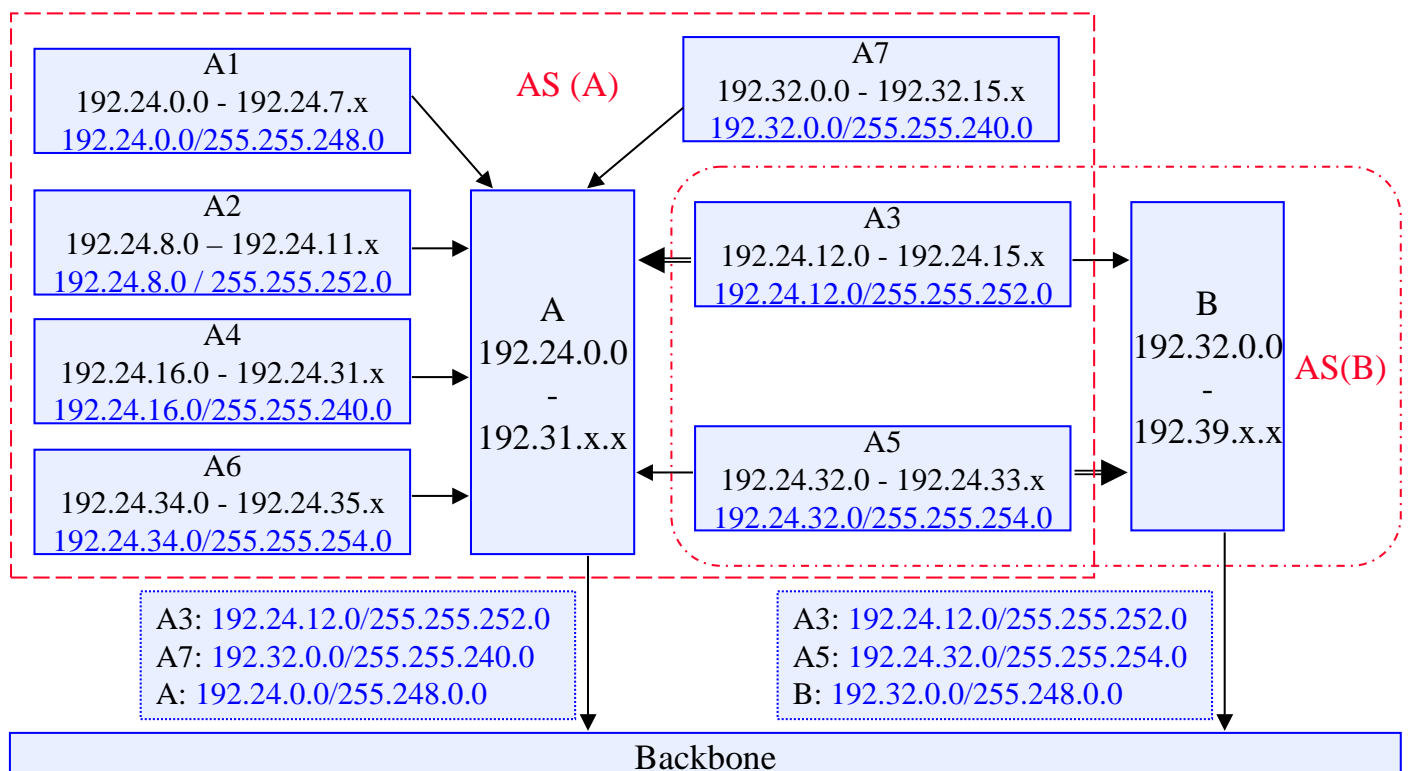 A1
192.24.0.0 - 192.24.7.x
192.24.0.0/255.255.248.0
AS (A)
A7
192.32.0.0 - 192.32.15.x
192.32.0.0/255.255.240.0
A2
192.24.8.0 – 192.24.11.x
192.24.8.0 / 255.255.252.0
A4
192.24.16.0 - 192.24.31.x
192.24.16.0/255.255.240.0
A6
192.24.34.0 - 192.24.35.x
192.24.34.0/255.255.254.0
A
192.24.0.0
-
192.31.x.x
A3
192.24.12.0 - 192.24.15.x
192.24.12.0/255.255.252.0
A5
192.24.32.0 - 192.24.33.x
192.24.32.0/255.255.254.0
B
192.32.0.0
-
192.39.x.x
AS(B)
A3: 192.24.12.0/255.255.252.0
A7: 192.32.0.0/255.255.240.0
A: 192.24.0.0/255.248.0.0
A3: 192.24.12.0/255.255.252.0
A5: 192.24.32.0/255.255.254.0
B: 192.32.0.0/255.248.0.0
Backbone